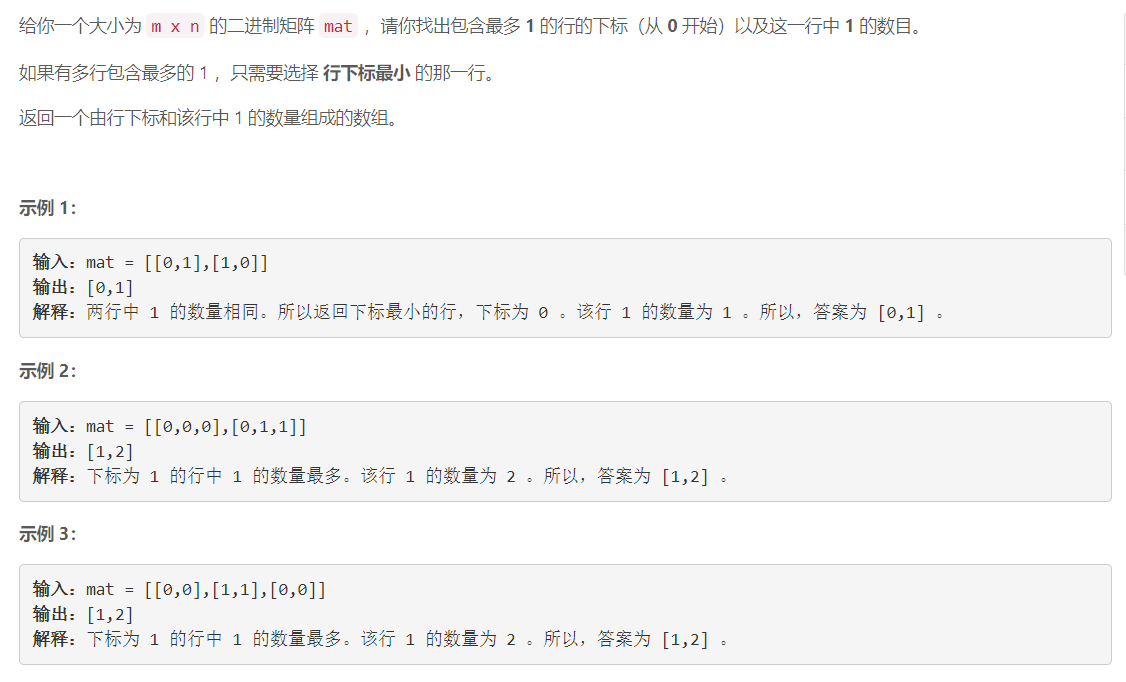 给你一个大小为 m x n 的二进制矩阵 mat ，请你找出包含最多 1 的行的下标（从 0 开始）以及这一行中 1 的数目。
如果有多行包含最多的 1 ，只需要选择 行下标最小 的那一行。
返回一个由行下标和该行中 1 的数量组成的数组。
示例 1：
输入：mat = [[0,1],[1,0]]
输出：[0,1]
解释：两行中 1 的数量相同。所以返回下标最小的行，下标为 0 。该行 1 的数量为 1 。所以，答案为 [0,1] 。
示例 2：
输入：mat = [[0,0,0],[0,1,1]]
输出：[1,2]
解释：下标为 1 的行中 1 的数量最多。该行 1 的数量为 2 。所以，答案为 [1,2] 。
示例 3：
输入：mat = [[0,0],[1,1],[0,0]]
输出：[1,2]
解释：下标为 1 的行中 1 的数量最多。该行 1 的数量为 2 。所以，答案为 [1,2] 。